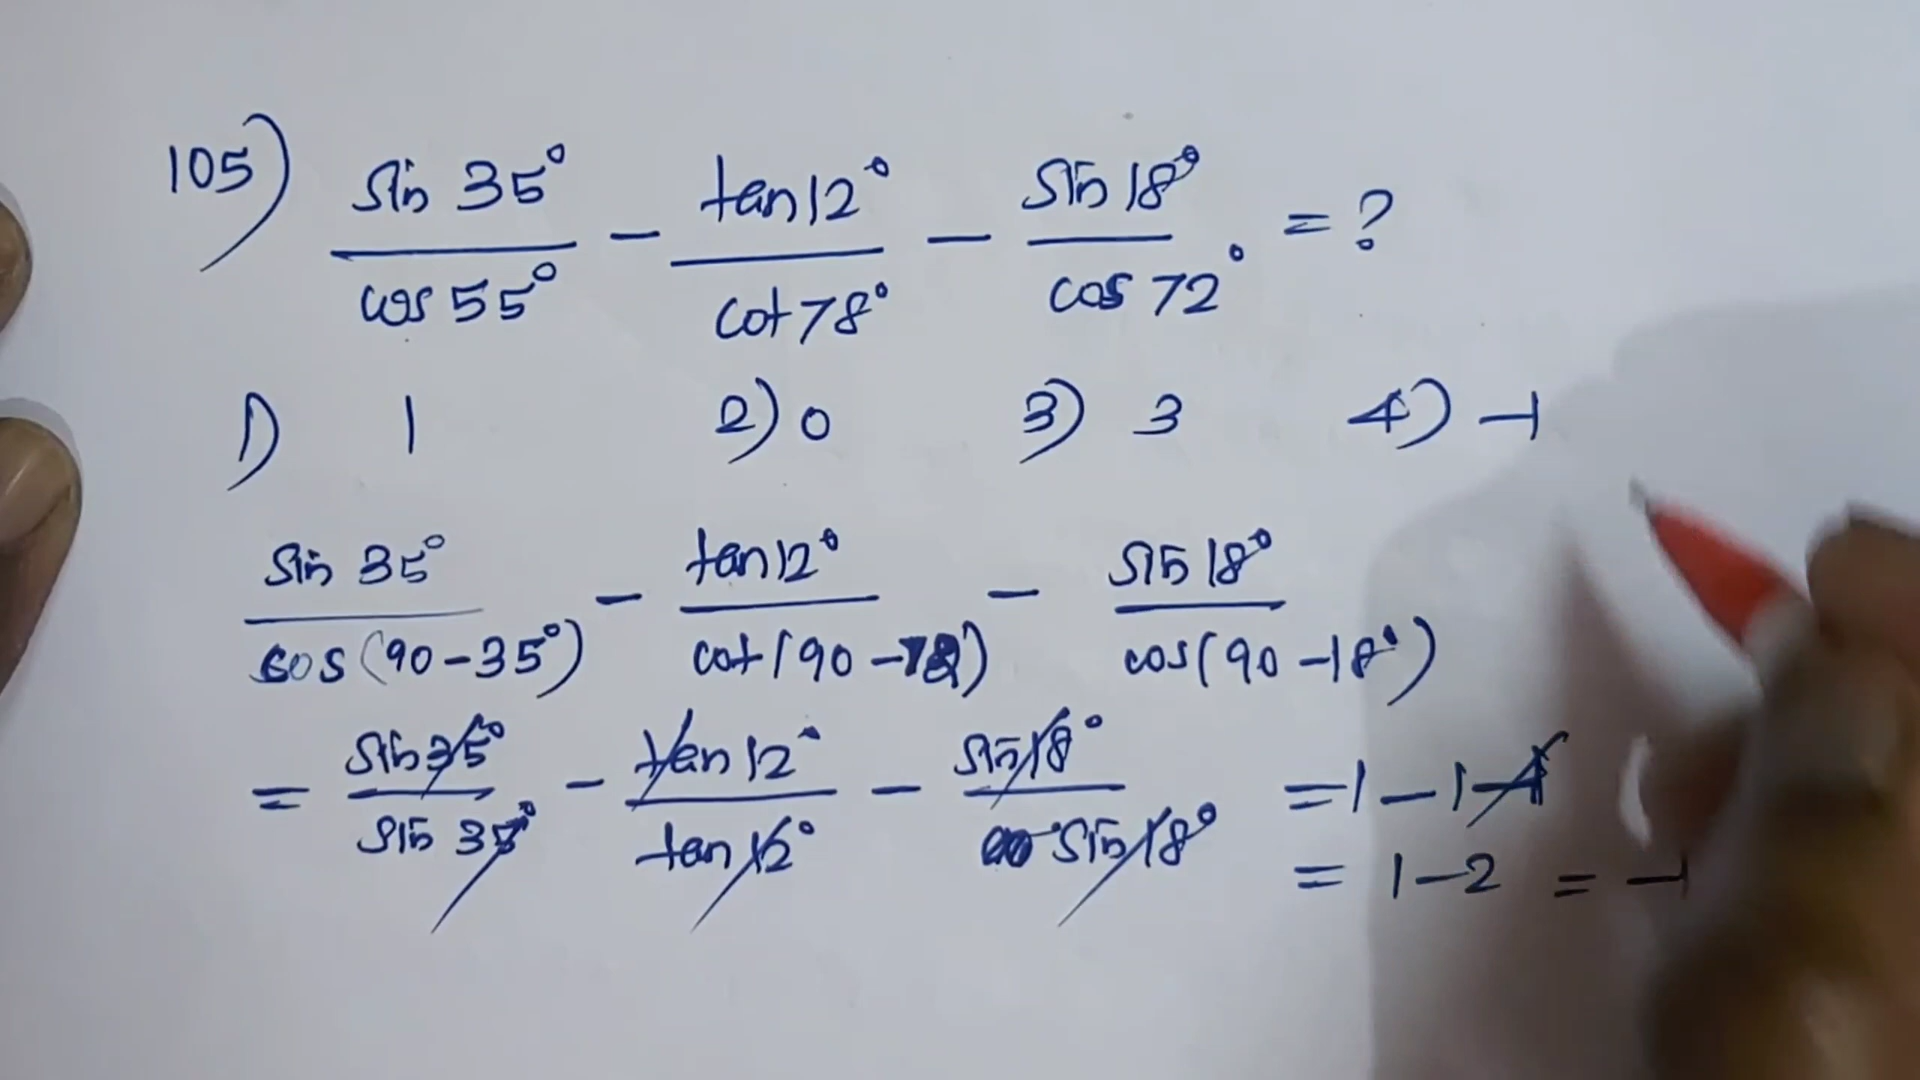 105) sin 35° / cos 55° - tan 12° / cot 78° - sin 18° / cos 72° = ?
1) 1 2) 0 3) 3 4) -1
sin 35° / cos(90-35°) - tan 12° / cot(90-12) - sin 18° / cos(90-18°)
= sin 35° / sin 35° - tan 12° / tan 12° - sin 18° / sin 18° = 1-1-1
= 1-2 = -1